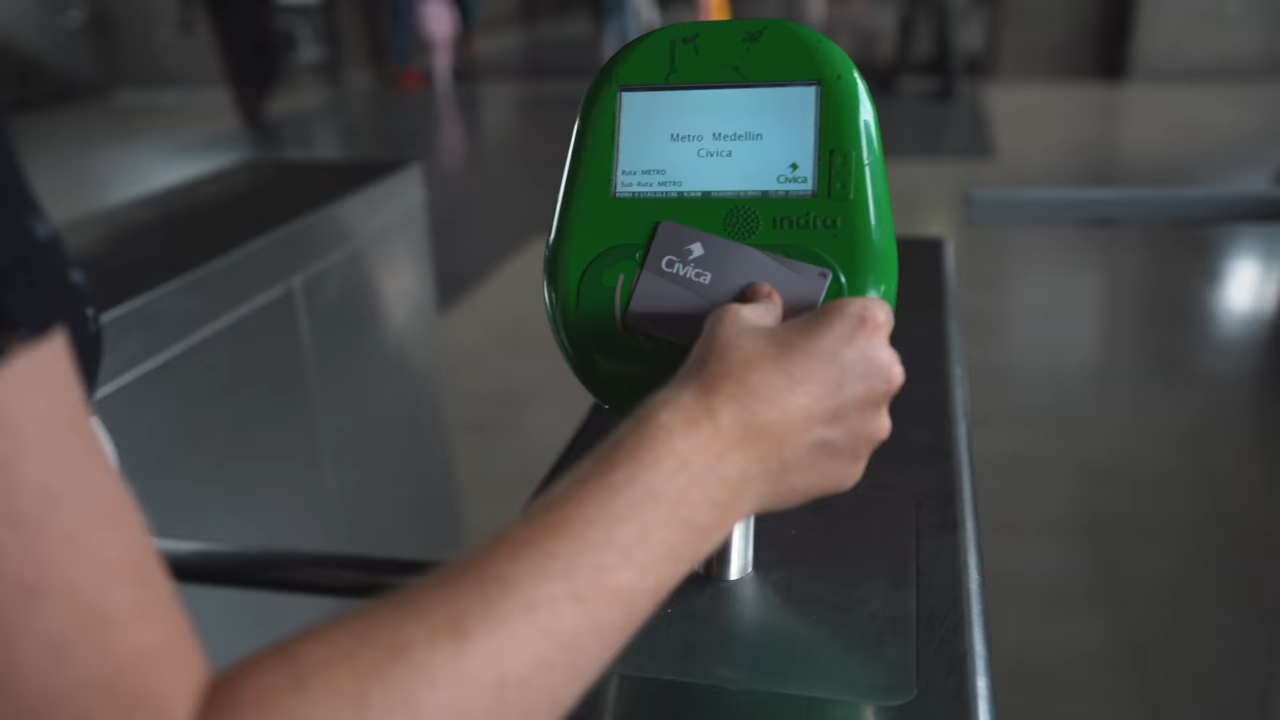 Metro Medellin
Civica
Ruta: METRO
Sub-Ruta: METRO
Civica
indra
Civica